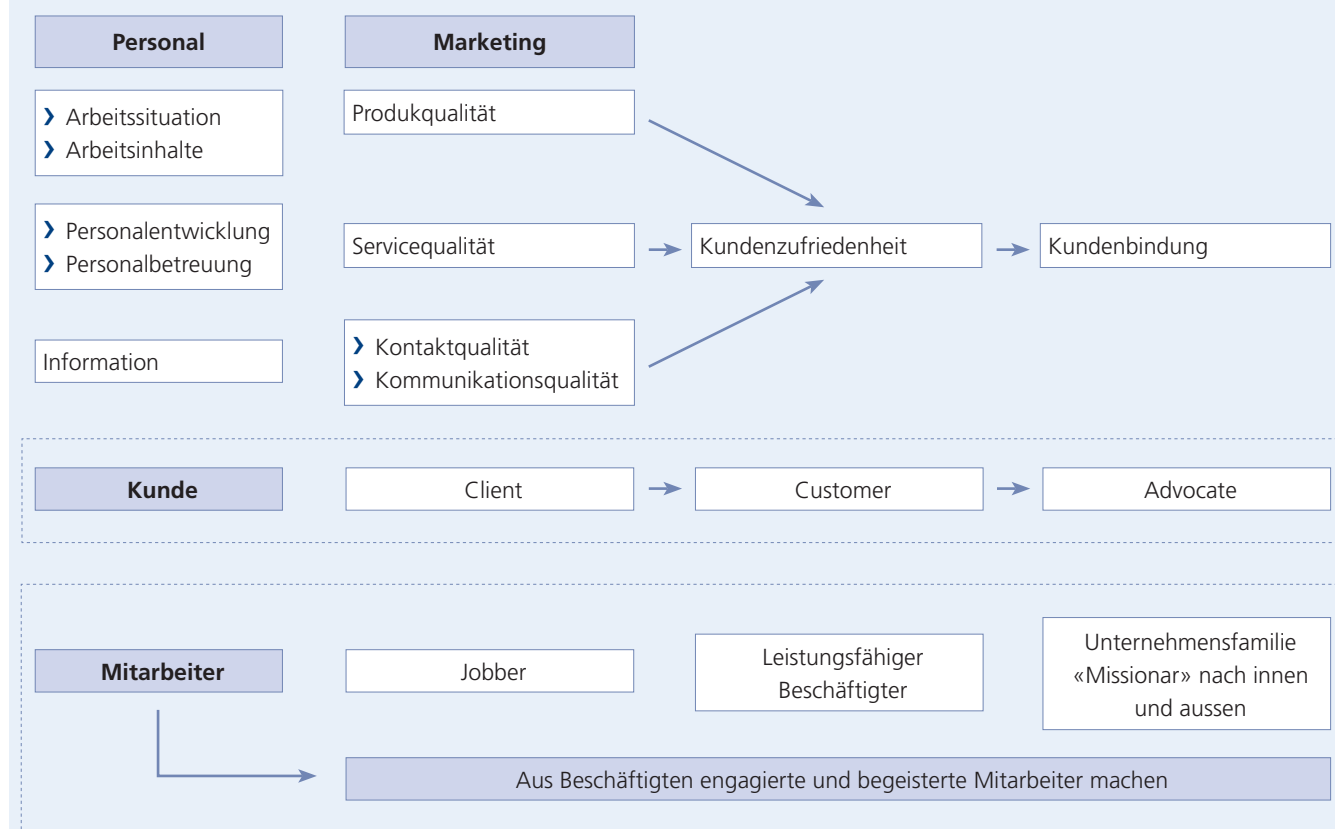 Personal
Marketing
❯ Arbeitssituation
❯ Arbeitsinhalte
Produkqualität
❯ Personalentwicklung
❯ Personalbetreuung
Servicequalität
Kundenzufriedenheit
Kundenbindung
Information
❯ Kontaktqualität
❯ Kommunikationsqualität
Kunde
Client
Customer
Advocate
Mitarbeiter
Jobber
Leistungsfähiger
Beschäftigter
Unternehmensfamilie
«Missionar» nach innen
und aussen
Aus Beschäftigten engagierte und begeisterte Mitarbeiter machen